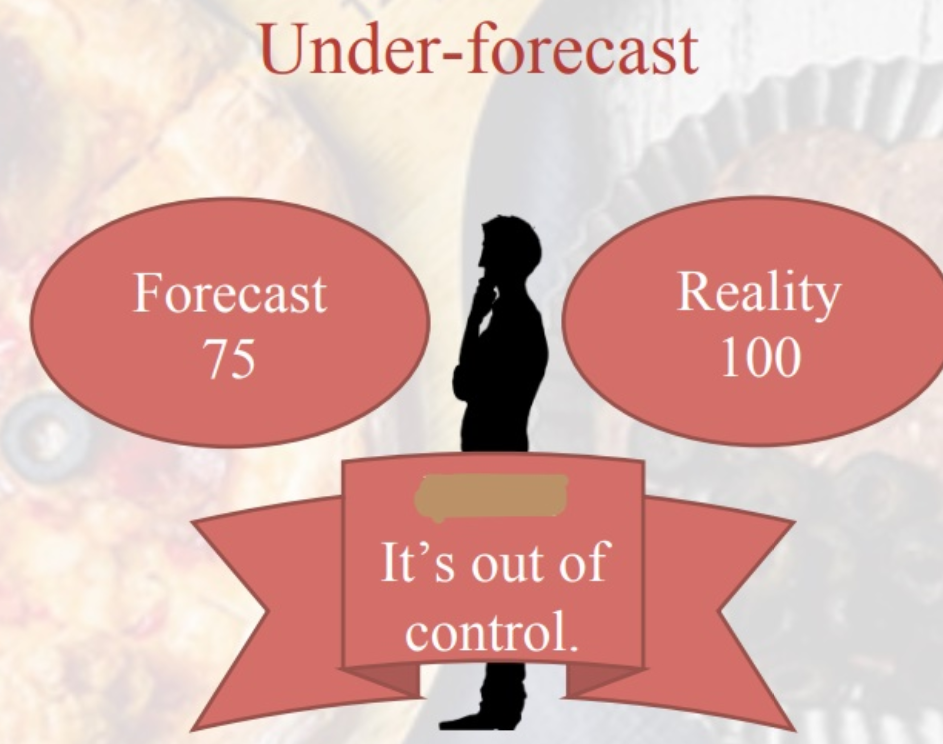 Under-forecast
Forecast
75
Reality
100
It's out of
control.